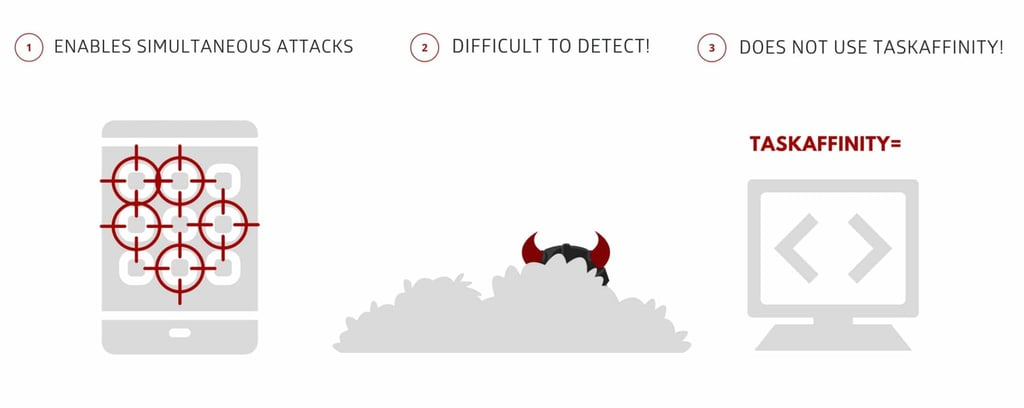 1 ENABLES SIMULTANEOUS ATTACKS
2 DIFFICULT TO DETECT!
3 DOES NOT USE TASKAFFINITY!
TASKAFFINITY=